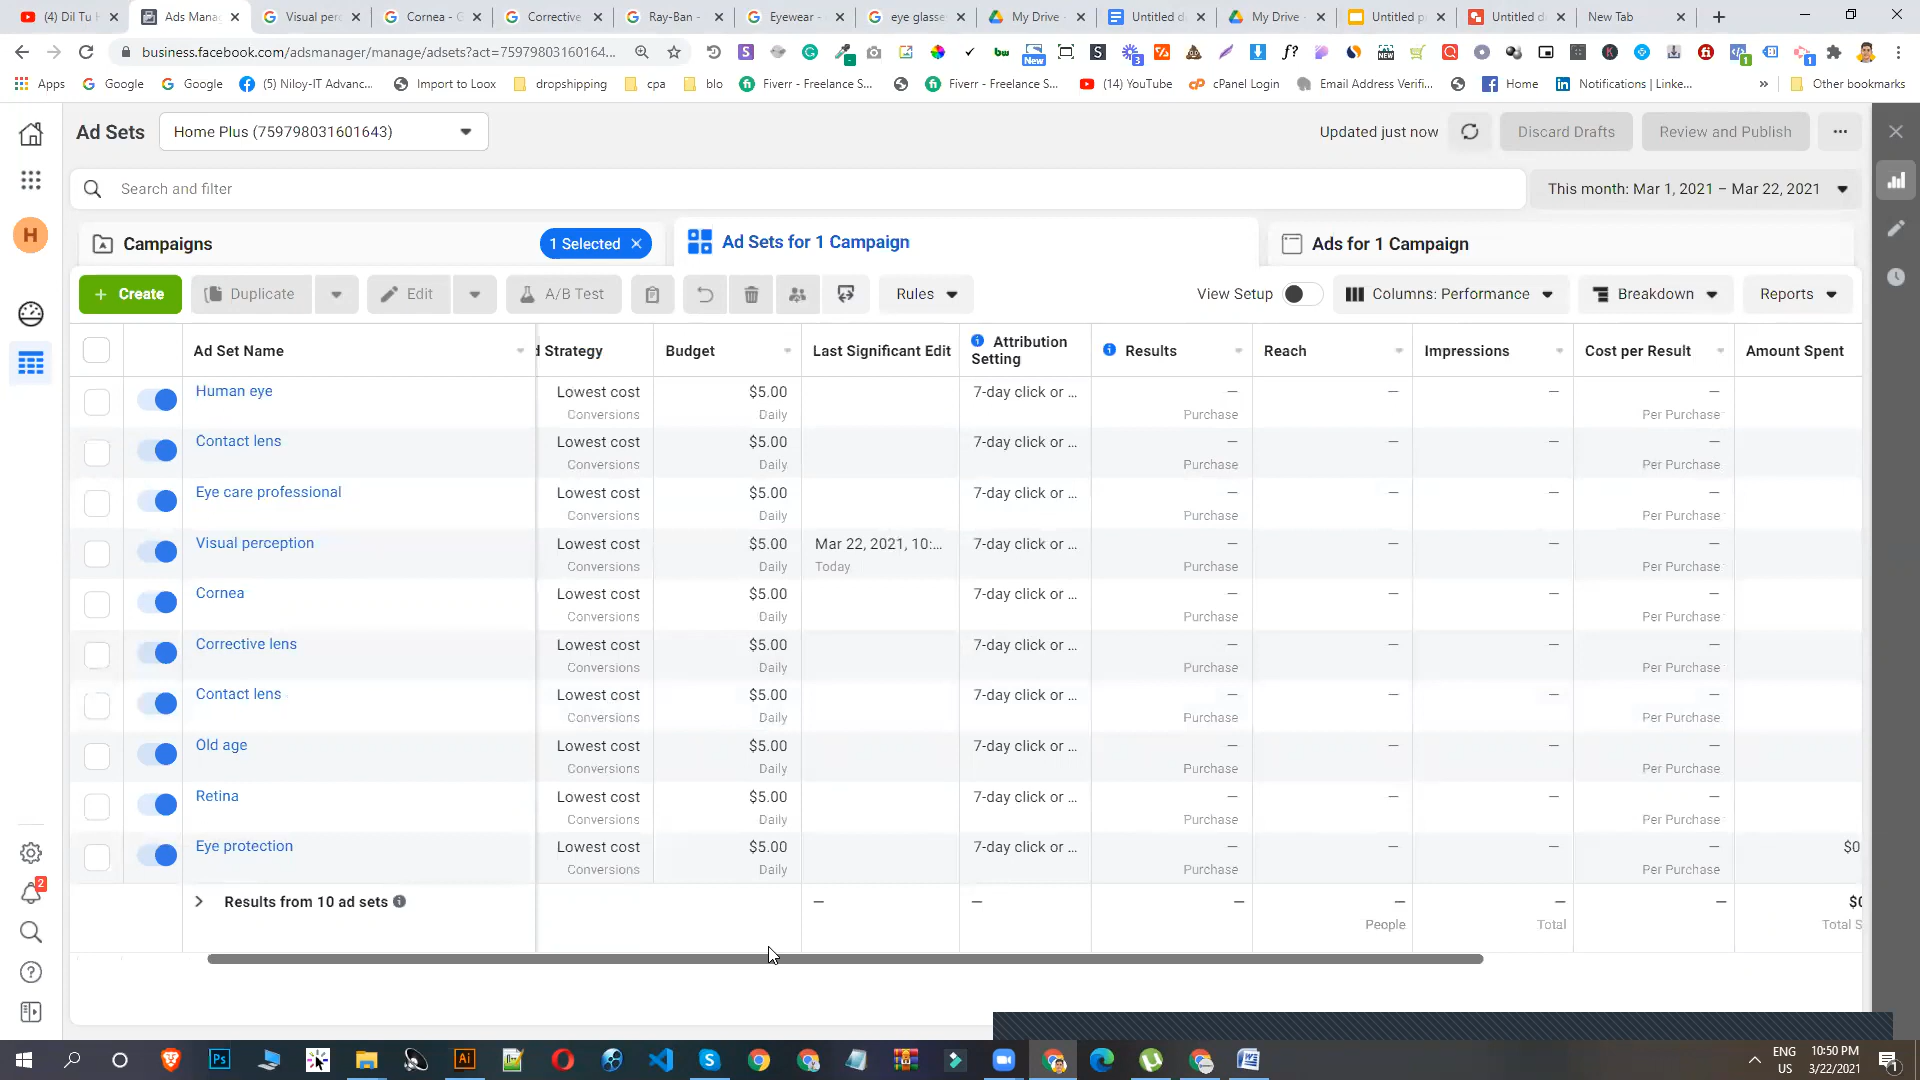 (4) Dil Tu H
Ads Mana
Visual perc
Cornea - G
Corrective
Ray-Ban -
Eyewear -
eye glasse
My Drive -
Untitled d
My Drive -
Untitled p
Untitled d
New Tab
business.facebook.com/adsmanager/manage/adsets?act=75979803160164...
Apps
Google
Google
(5) Niloy-IT Advanc...
Import to Loox
dropshipping
cpa
blo
Fiverr - Freelance S...
Fiverr - Freelance S...
(14) YouTube
cPanel Login
Email Address Verifi...
Home
Notifications | Linke...
»
Other bookmarks
Ad Sets
Home Plus (759798031601643)
Updated just now
Discard Drafts
Review and Publish
Search and filter
This month: Mar 1, 2021 – Mar 22, 2021
H
Campaigns
1 Selected
Ad Sets for 1 Campaign
Ads for 1 Campaign
+ Create
Duplicate
Edit
A/B Test
Rules
View Setup
Columns: Performance
Breakdown
Reports
Ad Set Name
d Strategy
Budget
Last Significant Edit
Attribution
Setting
Results
Reach
Impressions
Cost per Result
Amount Spent
Human eye Lowest cost $5.00 7-day click or ... — — — —
Conversions Daily Purchase Per Purchase
Contact lens Lowest cost $5.00 7-day click or ... — — — —
Conversions Daily Purchase Per Purchase
Eye care professional Lowest cost $5.00 7-day click or ... — — — —
Conversions Daily Purchase Per Purchase
Visual perception Lowest cost $5.00 Mar 22, 2021, 10:... 7-day click or ... — — — —
Conversions Daily Today Purchase Per Purchase
Cornea Lowest cost $5.00 7-day click or ... — — — —
Conversions Daily Purchase Per Purchase
Corrective lens Lowest cost $5.00 7-day click or ... — — — —
Conversions Daily Purchase Per Purchase
Contact lens Lowest cost $5.00 7-day click or ... — — — —
Conversions Daily Purchase Per Purchase
Old age Lowest cost $5.00 7-day click or ... — — — —
Conversions Daily Purchase Per Purchase
Retina Lowest cost $5.00 7-day click or ... — — — —
Conversions Daily Purchase Per Purchase
Eye protection Lowest cost $5.00 7-day click or ... — — — — $0
Conversions Daily Purchase Per Purchase
Results from 10 ad sets — — — — — — $0
People Total Total S
2
ENG
US
10:50 PM
3/22/2021